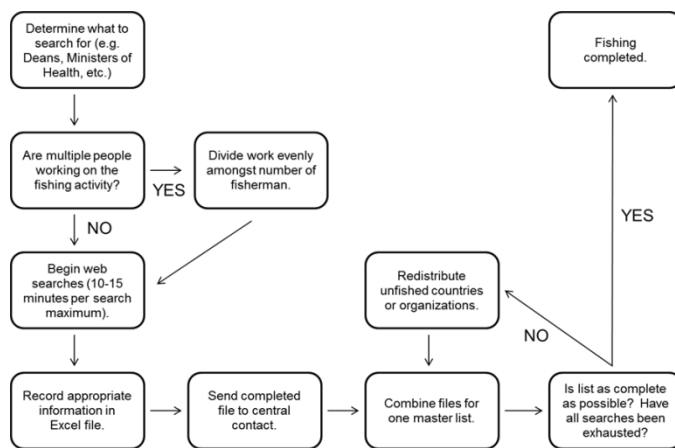 Determine what to
search for (e.g.
Deans, Ministers of
Health, etc.)
Fishing
completed.
Are multiple people
working on the
fishing activity?
YES
Divide work evenly
amongst number of
fisherman.
NO
YES
Begin web
searches (10-15
minutes per search
maximum).
Redistribute
unfished countries
or organizations.
NO
Record appropriate
information in
Excel file.
Send completed
file to central
contact.
Combine files for
one master list.
Is list as complete
as possible? Have
all searches been
exhausted?